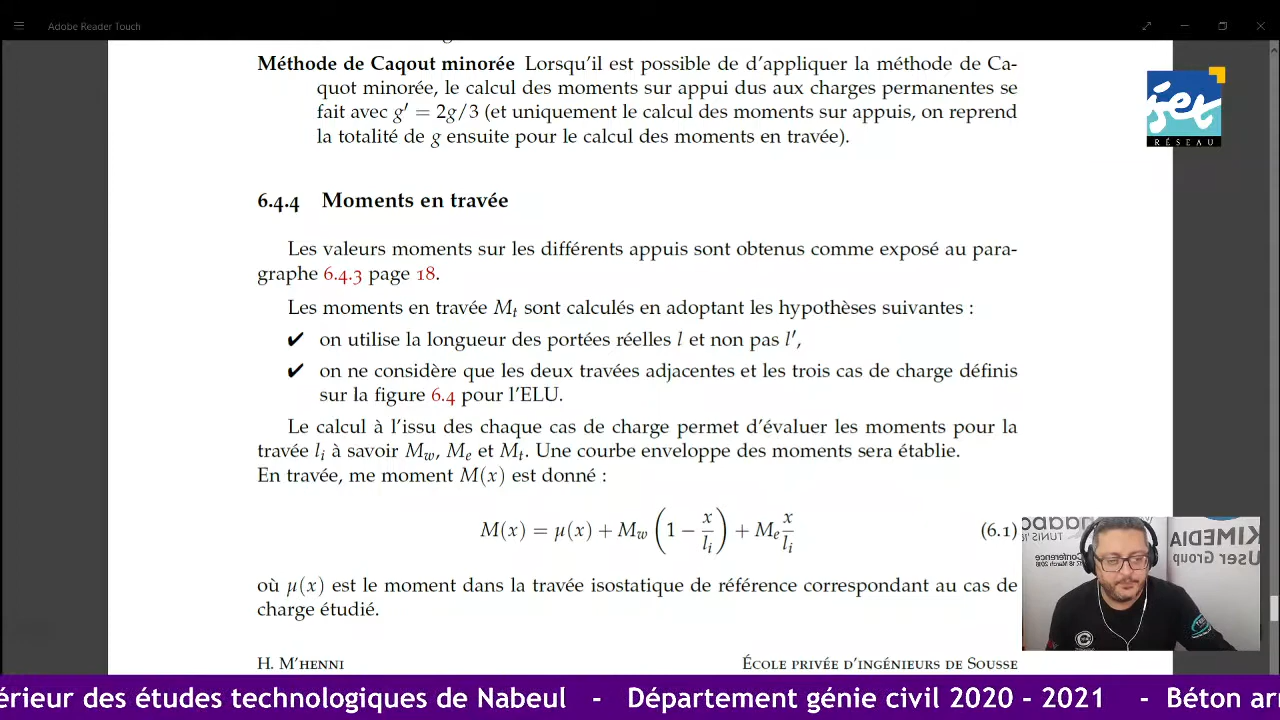 Adobe Reader Touch
Méthode de Caqout minorée Lorsqu'il est possible de d'appliquer la méthode de Ca-
quot minorée, le calcul des moments sur appui dus aux charges permanentes se
fait avec g′ = 2g/3 (et uniquement le calcul des moments sur appuis, on reprend
la totalité de g ensuite pour le calcul des moments en travée).
RÉSEAU
6.4.4 Moments en travée
Les valeurs moments sur les différents appuis sont obtenus comme exposé au para-
graphe 6.4.3 page 18.
Les moments en travée Mt sont calculés en adoptant les hypothèses suivantes :
✔ on utilise la longueur des portées réelles l et non pas l′,
✔ on ne considère que les deux travées adjacentes et les trois cas de charge définis
sur la figure 6.4 pour l'ELU.
Le calcul à l'issu des chaque cas de charge permet d'évaluer les moments pour la
travée li à savoir Mw, Me et Mt. Une courbe enveloppe des moments sera établie.
En travée, me moment M(x) est donné :
M(x) = µ(x) + Mw (1 − x/li) + Me x/li (6.1)
où µ(x) est le moment dans la travée isostatique de référence correspondant au cas de
charge étudié.
KIMEDIA
User Group
Conference
H. M'HENNI ÉCOLE PRIVÉE D'INGÉNIEURS DE SOUSSE
érieur des études technologiques de Nabeul - Département génie civil 2020 - 2021 - Béton ar